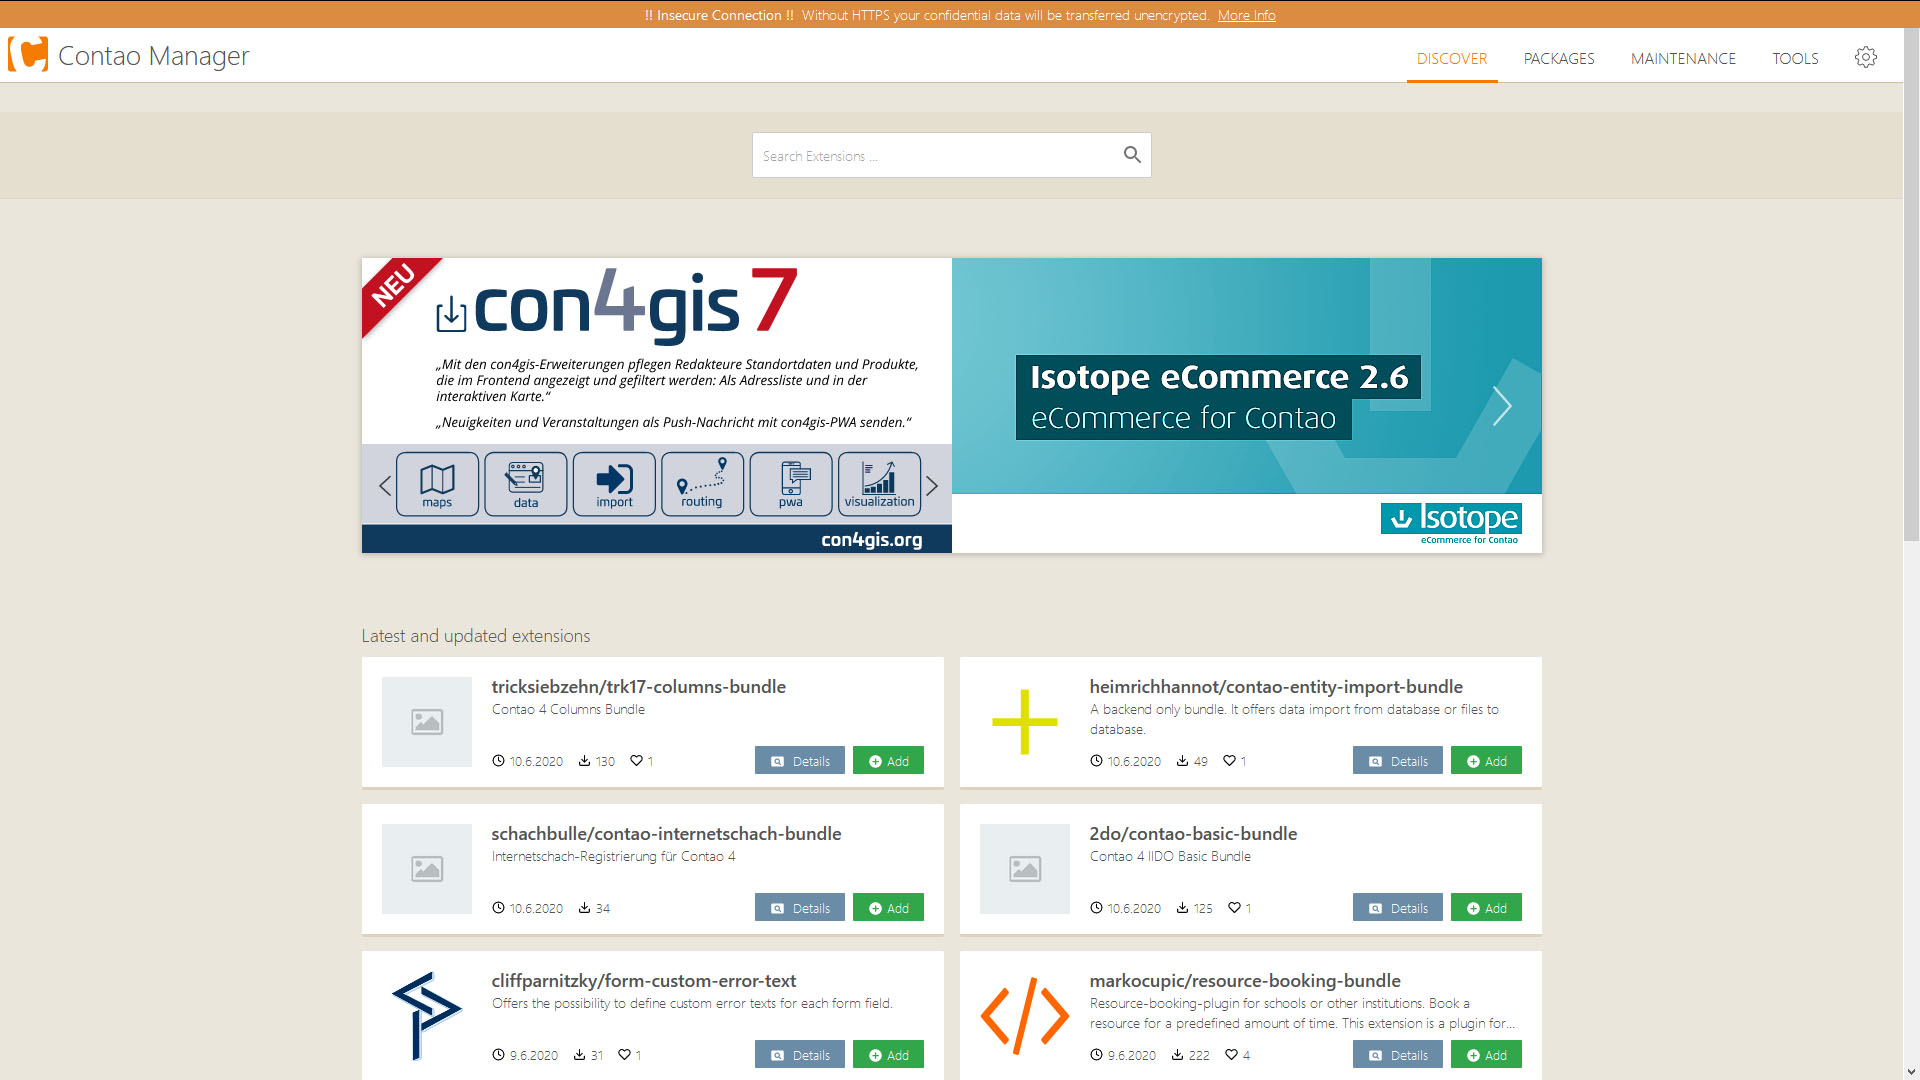 !! Insecure Connection !! Without HTTPS your confidential data will be transferred unencrypted. More Info
Contao Manager
DISCOVER PACKAGES MAINTENANCE TOOLS
Search Extensions ...
NEU
con4gis 7
„Mit den con4gis-Erweiterungen pflegen Redakteure Standortdaten und Produkte,
die im Frontend angezeigt und gefiltert werden: Als Adressliste und in der
interaktiven Karte.“
„Neuigkeiten und Veranstaltungen als Push-Nachricht mit con4gis-PWA senden.“
maps data import routing pwa visualization
con4gis.org
Isotope eCommerce 2.6
eCommerce for Contao
Isotope
eCommerce for Contao
Latest and updated extensions
tricksiebzehn/trk17-columns-bundle
Contao 4 Columns Bundle
10.6.2020 130 1 Details Add
heimrichhannot/contao-entity-import-bundle
A backend only bundle. It offers data import from database or files to
database.
10.6.2020 49 1 Details Add
schachbulle/contao-internetschach-bundle
Internetschach-Registrierung für Contao 4
10.6.2020 34 Details Add
2do/contao-basic-bundle
Contao 4 IIDO Basic Bundle
10.6.2020 125 1 Details Add
cliffparnitzky/form-custom-error-text
Offers the possibility to define custom error texts for each form field.
9.6.2020 31 1 Details Add
markocupic/resource-booking-bundle
Resource-booking-plugin for schools or other institutions. Book a
resource for a predefined amount of time. This extension is a plugin for...
9.6.2020 222 4 Details Add